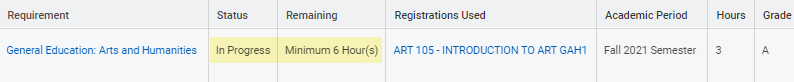 Requirement Status Remaining Registrations Used Academic Period Hours Grade
General Education: Arts and Humanities In Progress Minimum 6 Hour(s) ART 105 - INTRODUCTION TO ART GAH1 Fall 2021 Semester 3 A